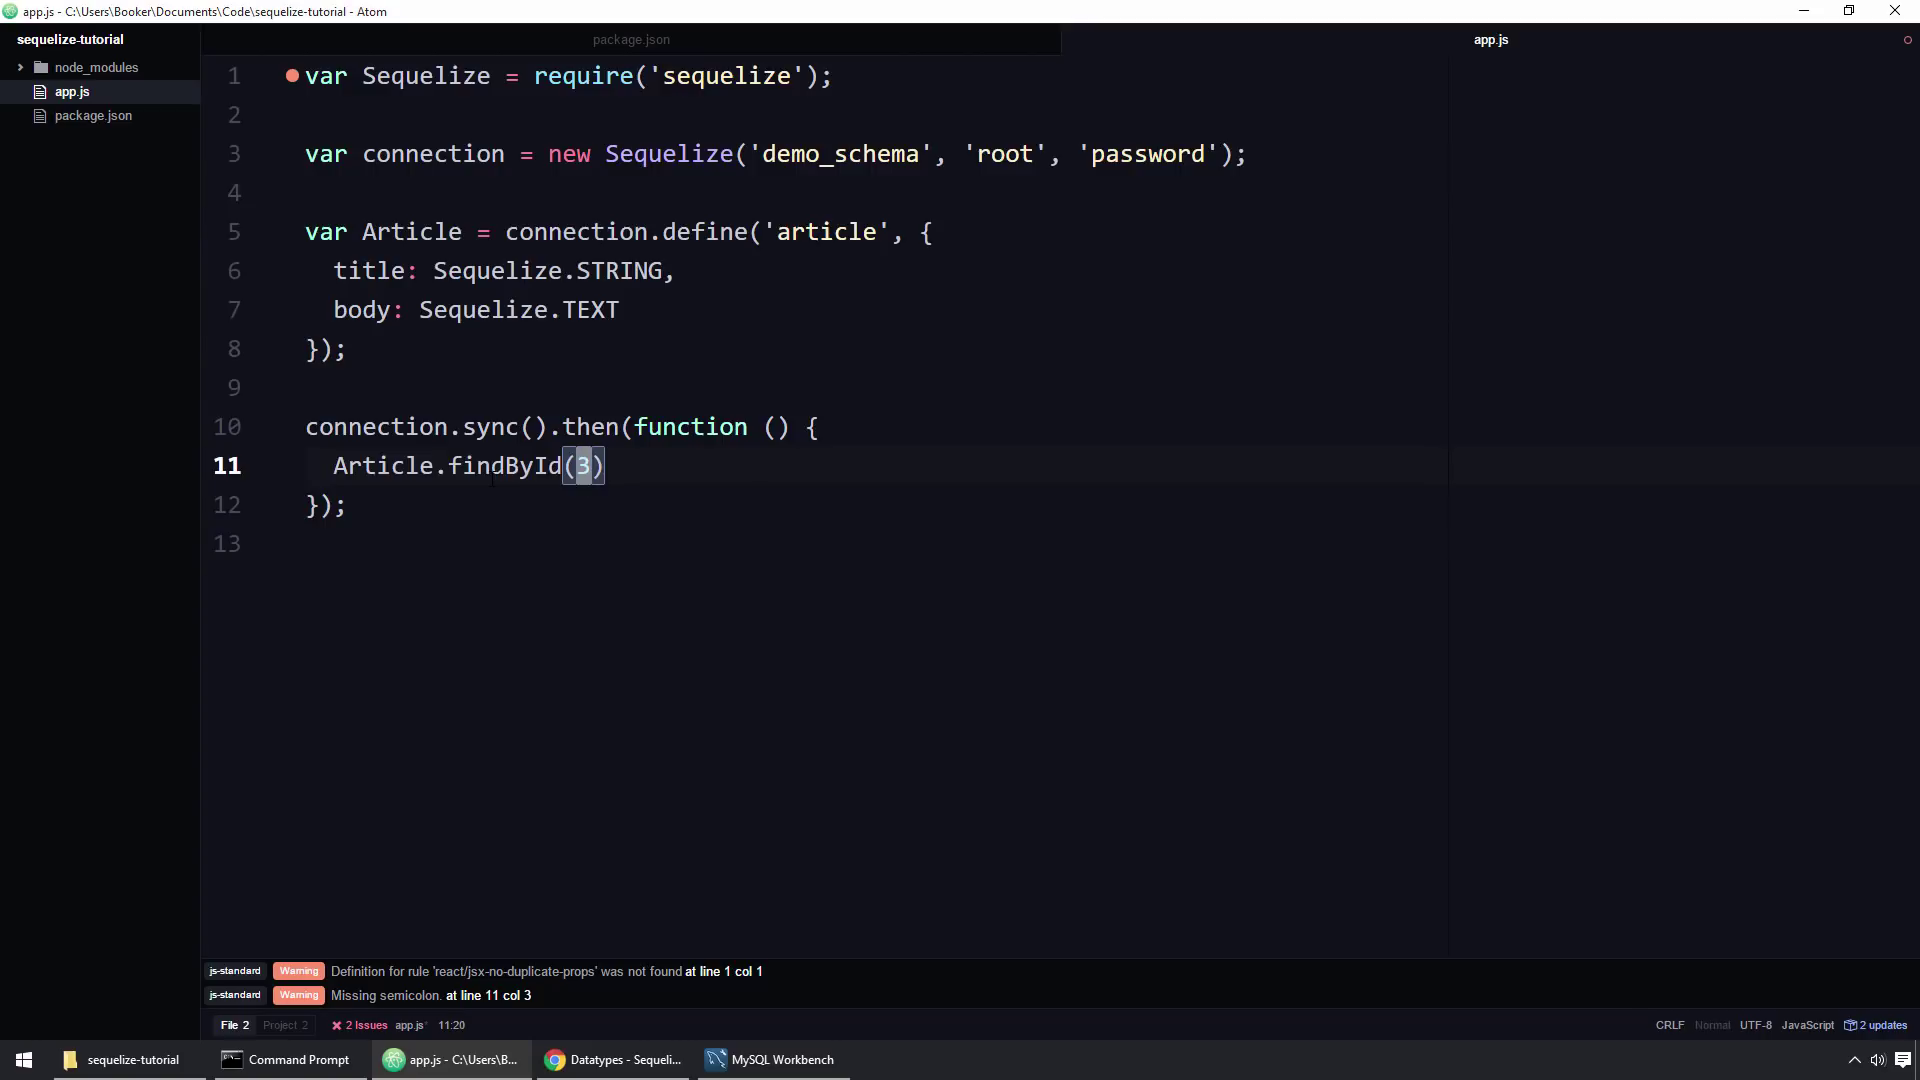 app.js - C:\Users\Booker\Documents\Code\sequelize-tutorial - Atom
sequelize-tutorial
node_modules
app.js
package.json
package.json
app.js
1 var Sequelize = require('sequelize');
2
3 var connection = new Sequelize('demo_schema', 'root', 'password');
4
5 var Article = connection.define('article', {
6 title: Sequelize.STRING,
7 body: Sequelize.TEXT
8 });
9
10 connection.sync().then(function () {
11 Article.findById(3)
12 });
13
js-standard Warning Definition for rule 'react/jsx-no-duplicate-props' was not found at line 1 col 1
js-standard Warning Missing semicolon. at line 11 col 3
File 2 Project 2 2 Issues app.js* 11:20 CRLF Normal UTF-8 JavaScript 2 updates
sequelize-tutorial Command Prompt app.js - C:\Users\B... Datatypes - Sequeli... MySQL Workbench